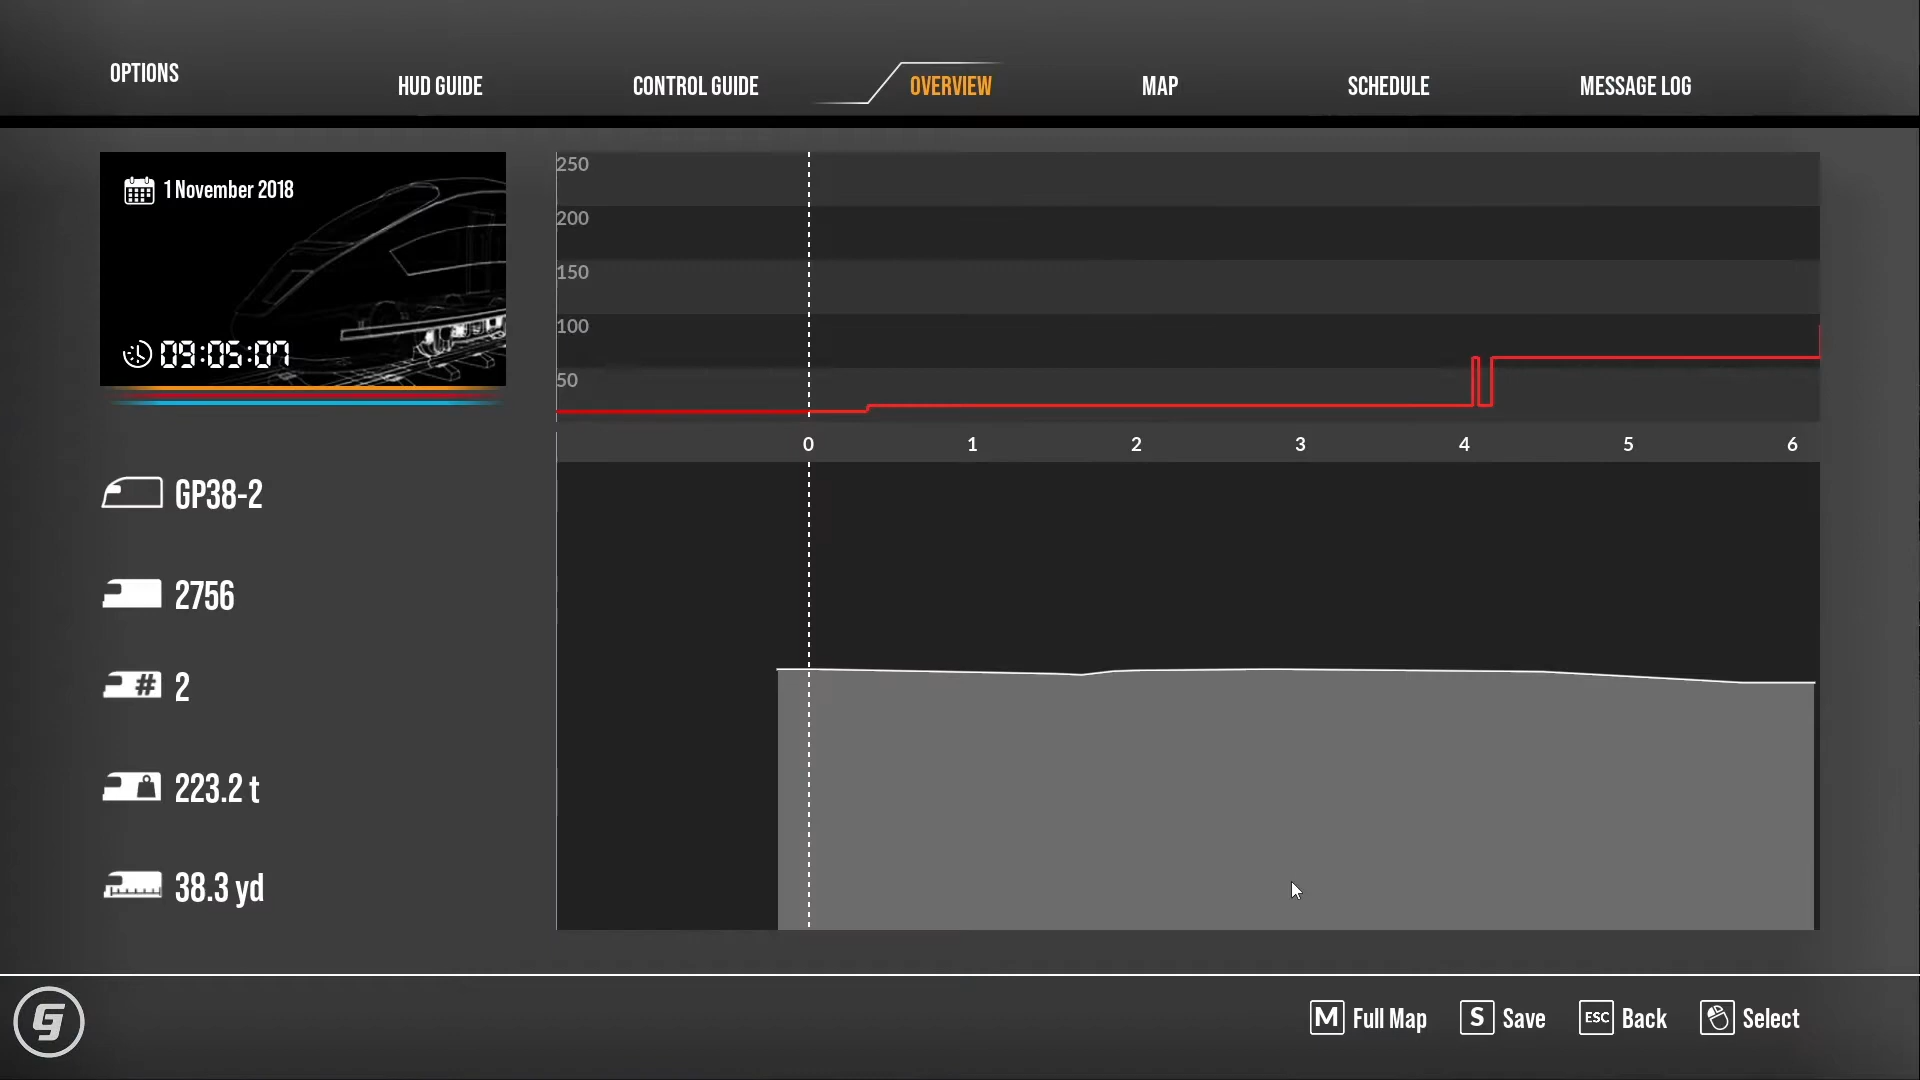 OPTIONS
HUD GUIDE
CONTROL GUIDE
OVERVIEW
MAP
SCHEDULE
MESSAGE LOG
1 November 2018
09:05:07
GP38-2
2756
# 2
223.2 t
38.3 yd
250
200
150
100
50
0 1 2 3 4 5 6
G
M Full Map
S Save
ESC Back
Select